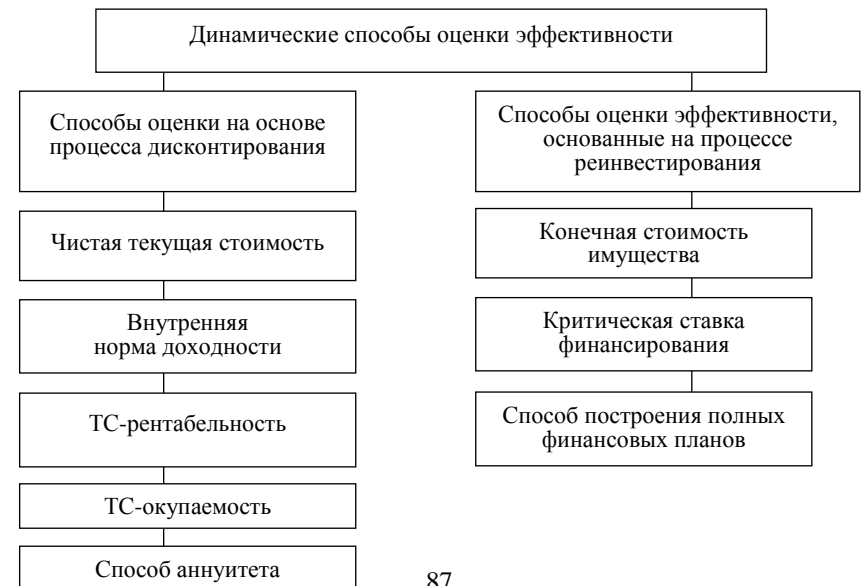 Динамические способы оценки эффективности
Способы оценки на основе
процесса дисконтирования
Чистая текущая стоимость
Внутренняя
норма доходности
ТС-рентабельность
ТС-окупаемость
Способ аннуитета
Способы оценки эффективности,
основанные на процессе
реинвестирования
Конечная стоимость
имущества
Критическая ставка
финансирования
Способ построения полных
финансовых планов
87